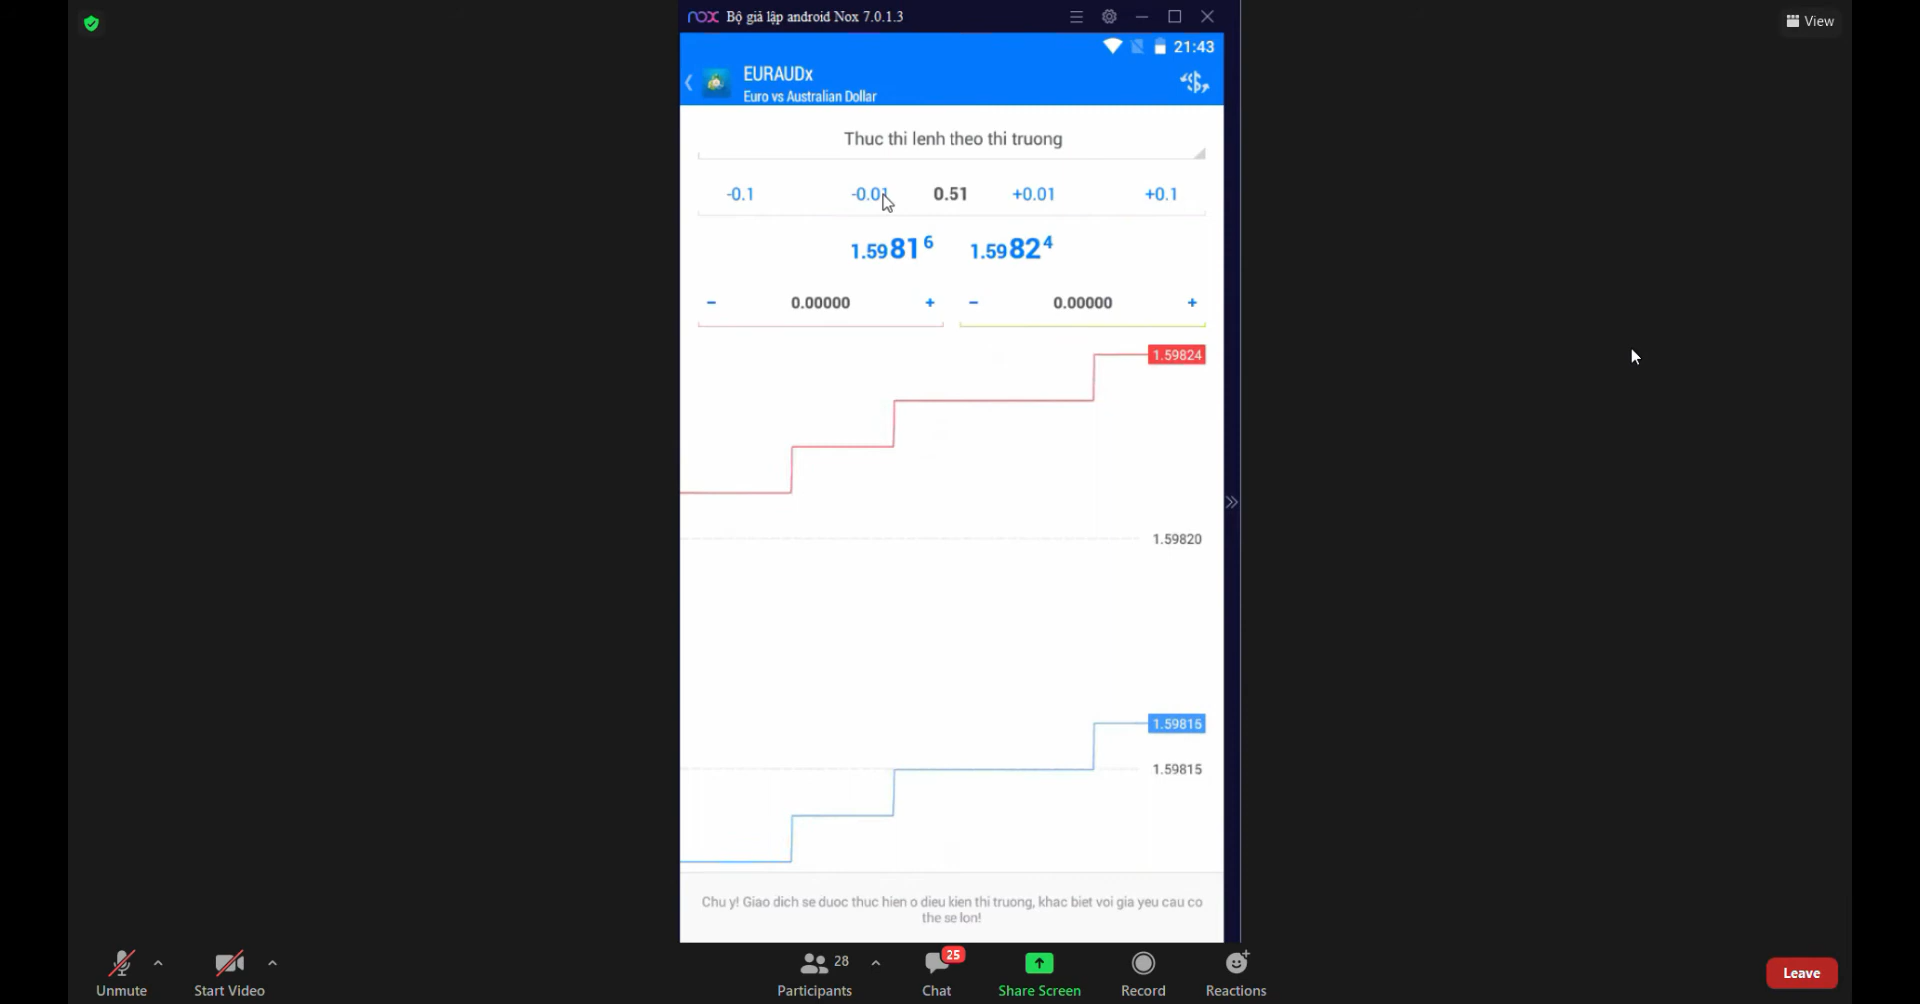 nox Bộ giả lập android Nox 7.0.1.3
View
21:43
EURAUDx
Euro vs Australian Dollar
Thuc thi lenh theo thi truong
-0.1 -0.01 0.51 +0.01 +0.1
1.59816 1.59824
- 0.00000 + - 0.00000 +
1.59824
1.59820
1.59816
1.59815
Chu y! Giao dich se duoc thuc hien o dieu kien thi truong, khac biet voi gia yeu cau co
the se lon!
28
25
Unmute
Start Video
Participants
Chat
Share Screen
Record
Reactions
Leave